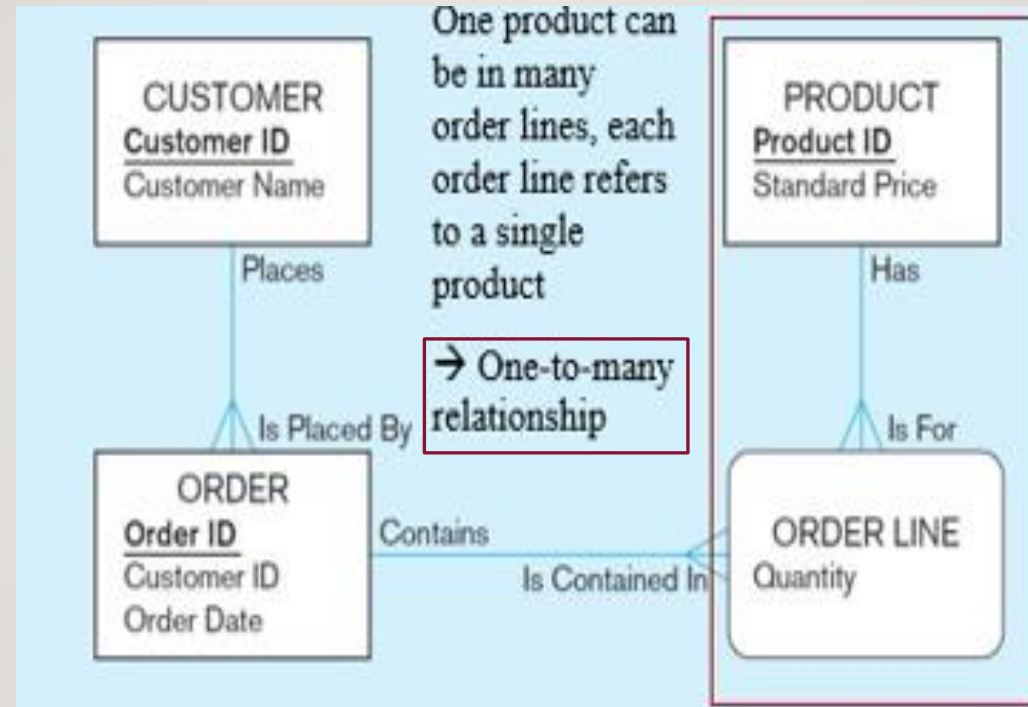 One product can
be in many
order lines, each
order line refers
to a single
product
→ One-to-many
relationship
CUSTOMER
Customer ID
Customer Name
Places
Is Placed By
ORDER
Order ID
Customer ID
Order Date
Contains
Is Contained In
PRODUCT
Product ID
Standard Price
Has
Is For
ORDER LINE
Quantity